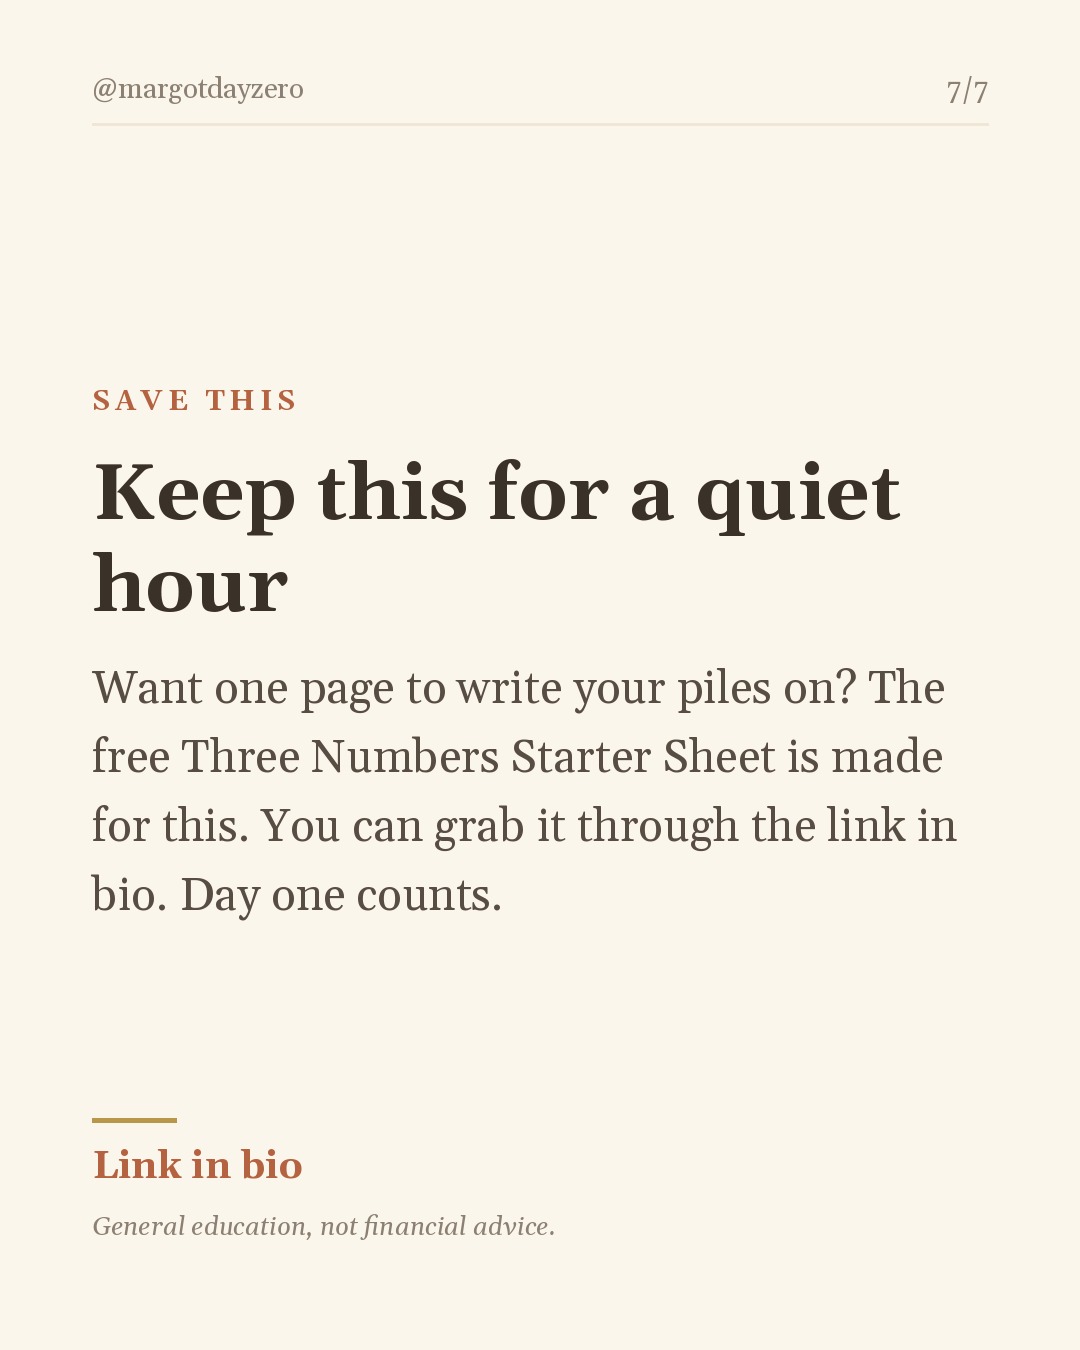 @margotdayzero
7/7
SAVE THIS
Keep this for a quiet
hour
Want one page to write your piles on? The
free Three Numbers Starter Sheet is made
for this. You can grab it through the link in
bio. Day one counts.
Link in bio
General education, not financial advice.